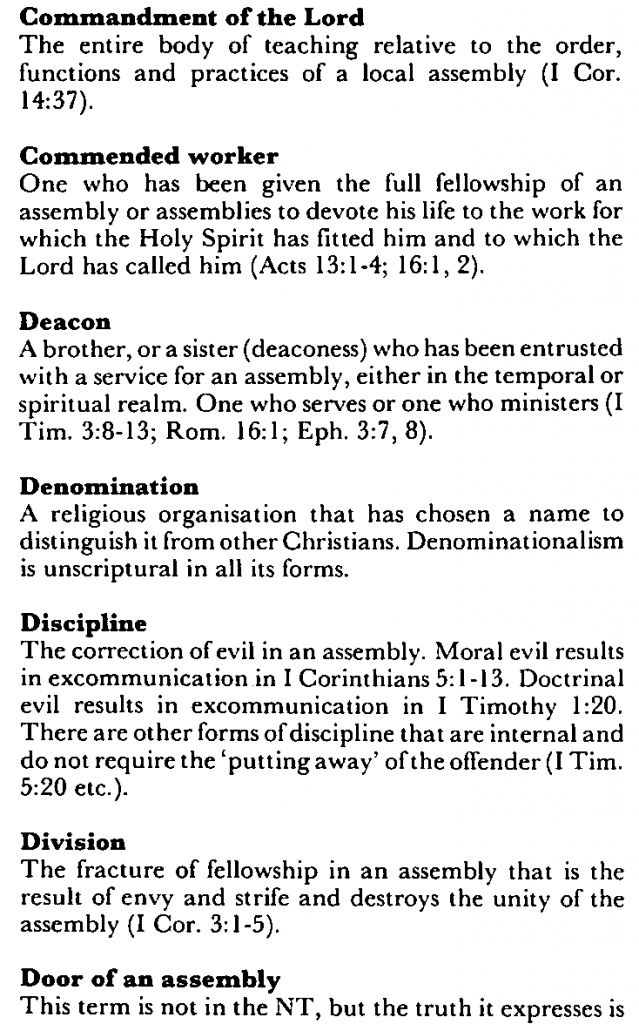 Commandment of the Lord
The entire body of teaching relative to the order,
functions and practices of a local assembly (I Cor.
14:37).
Commended worker
One who has been given the full fellowship of an
assembly or assemblies to devote his life to the work for
which the Holy Spirit has fitted him and to which the
Lord has called him (Acts 13:1-4; 16:1, 2).
Deacon
A brother, or a sister (deaconess) who has been entrusted
with a service for an assembly, either in the temporal or
spiritual realm. One who serves or one who ministers (I
Tim. 3:8-13; Rom. 16:1; Eph. 3:7, 8).
Denomination
A religious organisation that has chosen a name to
distinguish it from other Christians. Denominationalism
is unscriptural in all its forms.
Discipline
The correction of evil in an assembly. Moral evil results
in excommunication in I Corinthians 5:1-13. Doctrinal
evil results in excommunication in I Timothy 1:20.
There are other forms of discipline that are internal and
do not require the ‘putting away’ of the offender (I Tim.
5:20 etc.).
Division
The fracture of fellowship in an assembly that is the
result of envy and strife and destroys the unity of the
assembly (I Cor. 3:1-5).
Door of an assembly
This term is not in the NT, but the truth it expresses is